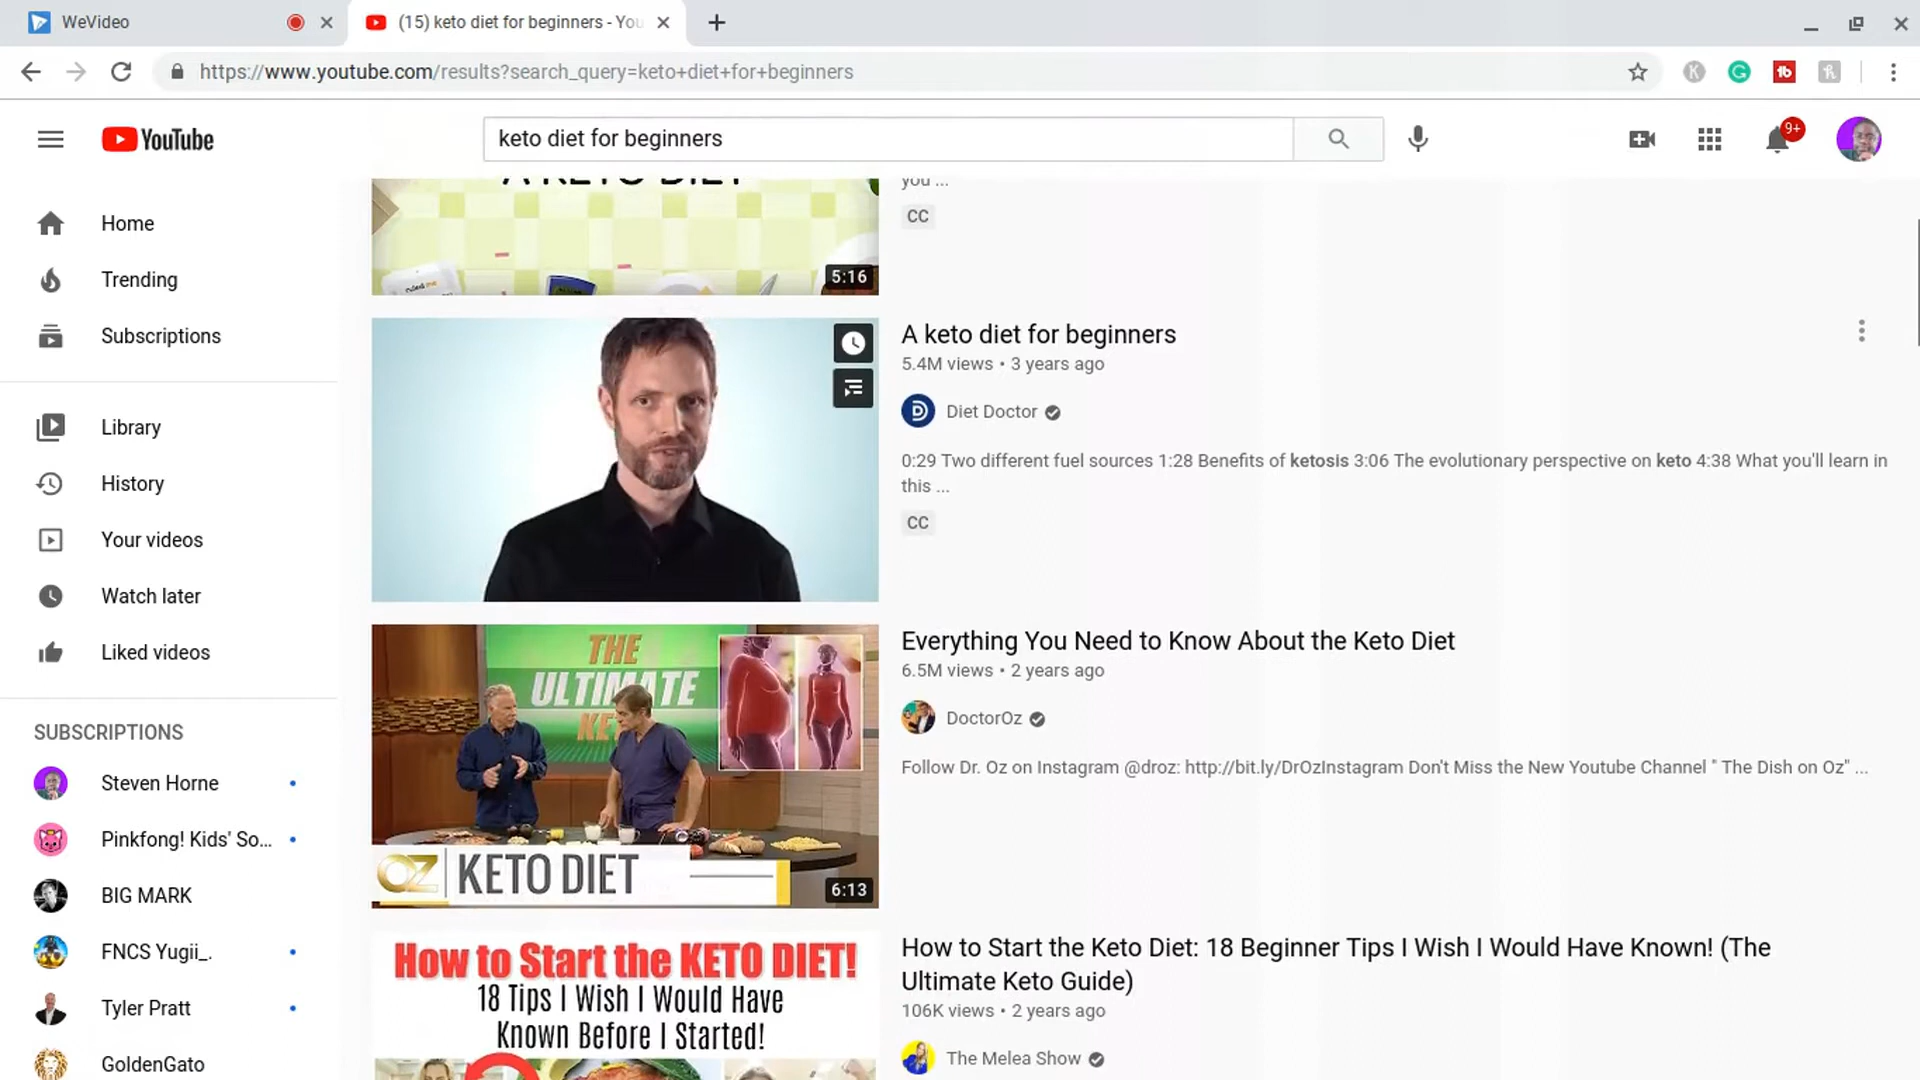 WeVideo
(15) keto diet for beginners - You
https://www.youtube.com/results?search_query=keto+diet+for+beginners
YouTube
keto diet for beginners
9+
Home
Trending
Subscriptions
Library
History
Your videos
Watch later
Liked videos
SUBSCRIPTIONS
Steven Horne
Pinkfong! Kids' So...
BIG MARK
FNCS Yugii_.
Tyler Pratt
GoldenGato
A KETO DIET
5:16
you ...
CC
A keto diet for beginners
5.4M views • 3 years ago
Diet Doctor
0:29 Two different fuel sources 1:28 Benefits of ketosis 3:06 The evolutionary perspective on keto 4:38 What you'll learn in
this ...
CC
THE
ULTIMATE
KE
OZ KETO DIET
6:13
Everything You Need to Know About the Keto Diet
6.5M views • 2 years ago
DoctorOz
Follow Dr. Oz on Instagram @droz: http://bit.ly/DrOzInstagram Don't Miss the New Youtube Channel " The Dish on Oz" ...
How to Start the KETO DIET!
18 Tips I Wish I Would Have
Known Before I Started!
How to Start the Keto Diet: 18 Beginner Tips I Wish I Would Have Known! (The
Ultimate Keto Guide)
106K views • 2 years ago
The Melea Show